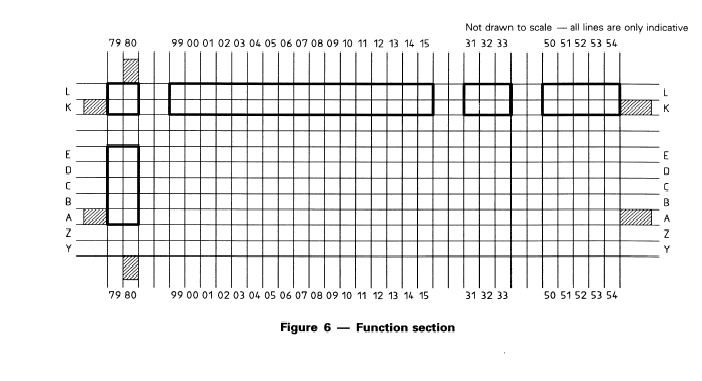 Not drawn to scale — all lines are only indicative
79 80 99 00 01 02 03 04 05 06 07 08 09 10 11 12 13 14 15 31 32 33 50 51 52 53 54
L L
K K
E E
D D
C C
B B
A A
Z Z
Y Y
79 80 99 00 01 02 03 04 05 06 07 08 09 10 11 12 13 14 15 31 32 33 50 51 52 53 54
Figure 6 — Function section